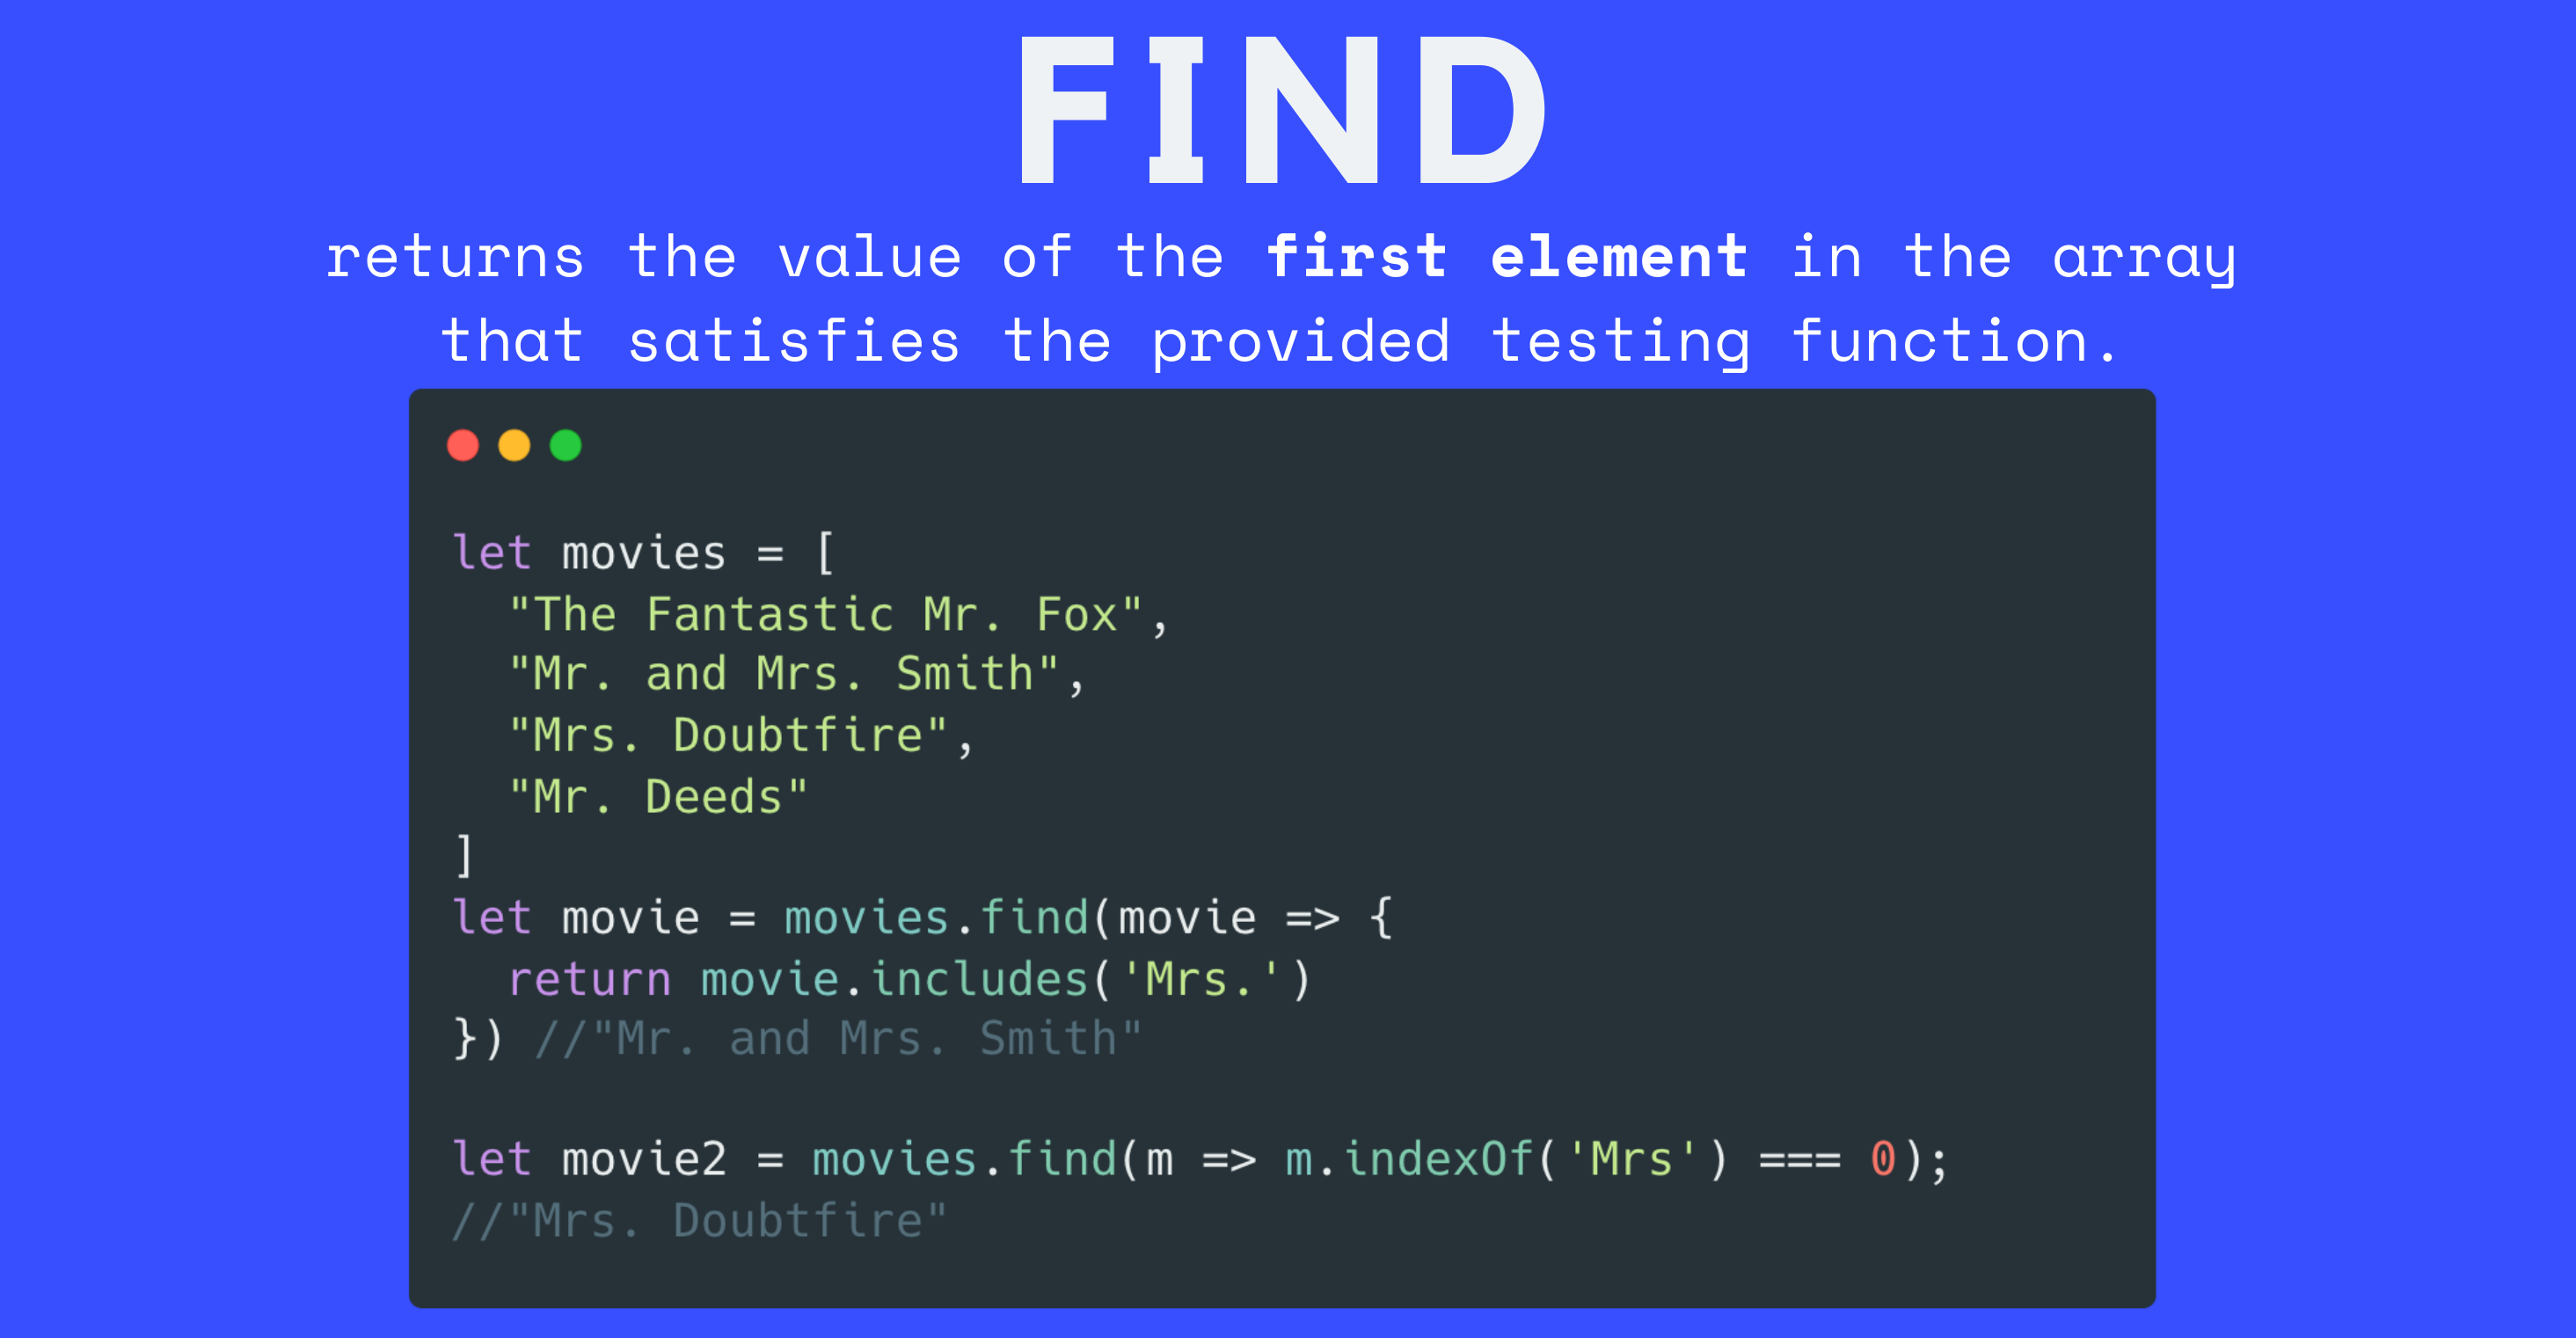 FIND
returns the value of the first element in the array
that satisfies the provided testing function.
let movies = [
  "The Fantastic Mr. Fox",
  "Mr. and Mrs. Smith",
  "Mrs. Doubtfire",
  "Mr. Deeds"
]
let movie = movies.find(movie => {
  return movie.includes('Mrs.')
}) //"Mr. and Mrs. Smith"
let movie2 = movies.find(m => m.indexOf('Mrs') === 0);
//"Mrs. Doubtfire"